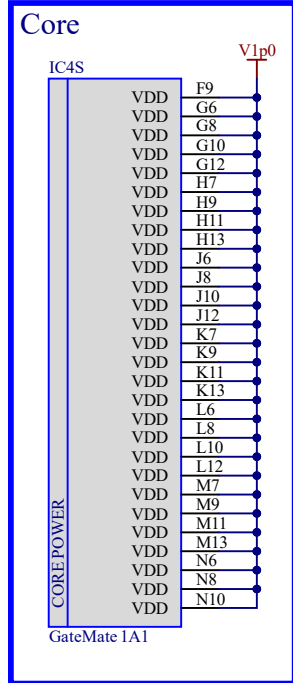 Core
V1p0
IC4S
VDD F9
VDD G6
VDD G8
VDD G10
VDD G12
VDD H7
VDD H9
VDD H11
VDD H13
VDD J6
VDD J8
VDD J10
VDD J12
VDD K7
VDD K9
VDD K11
VDD K13
VDD L6
VDD L8
VDD L10
VDD L12
VDD M7
VDD M9
VDD M11
VDD M13
VDD N6
VDD N8
VDD N10
CORE POWER
GateMate 1A1